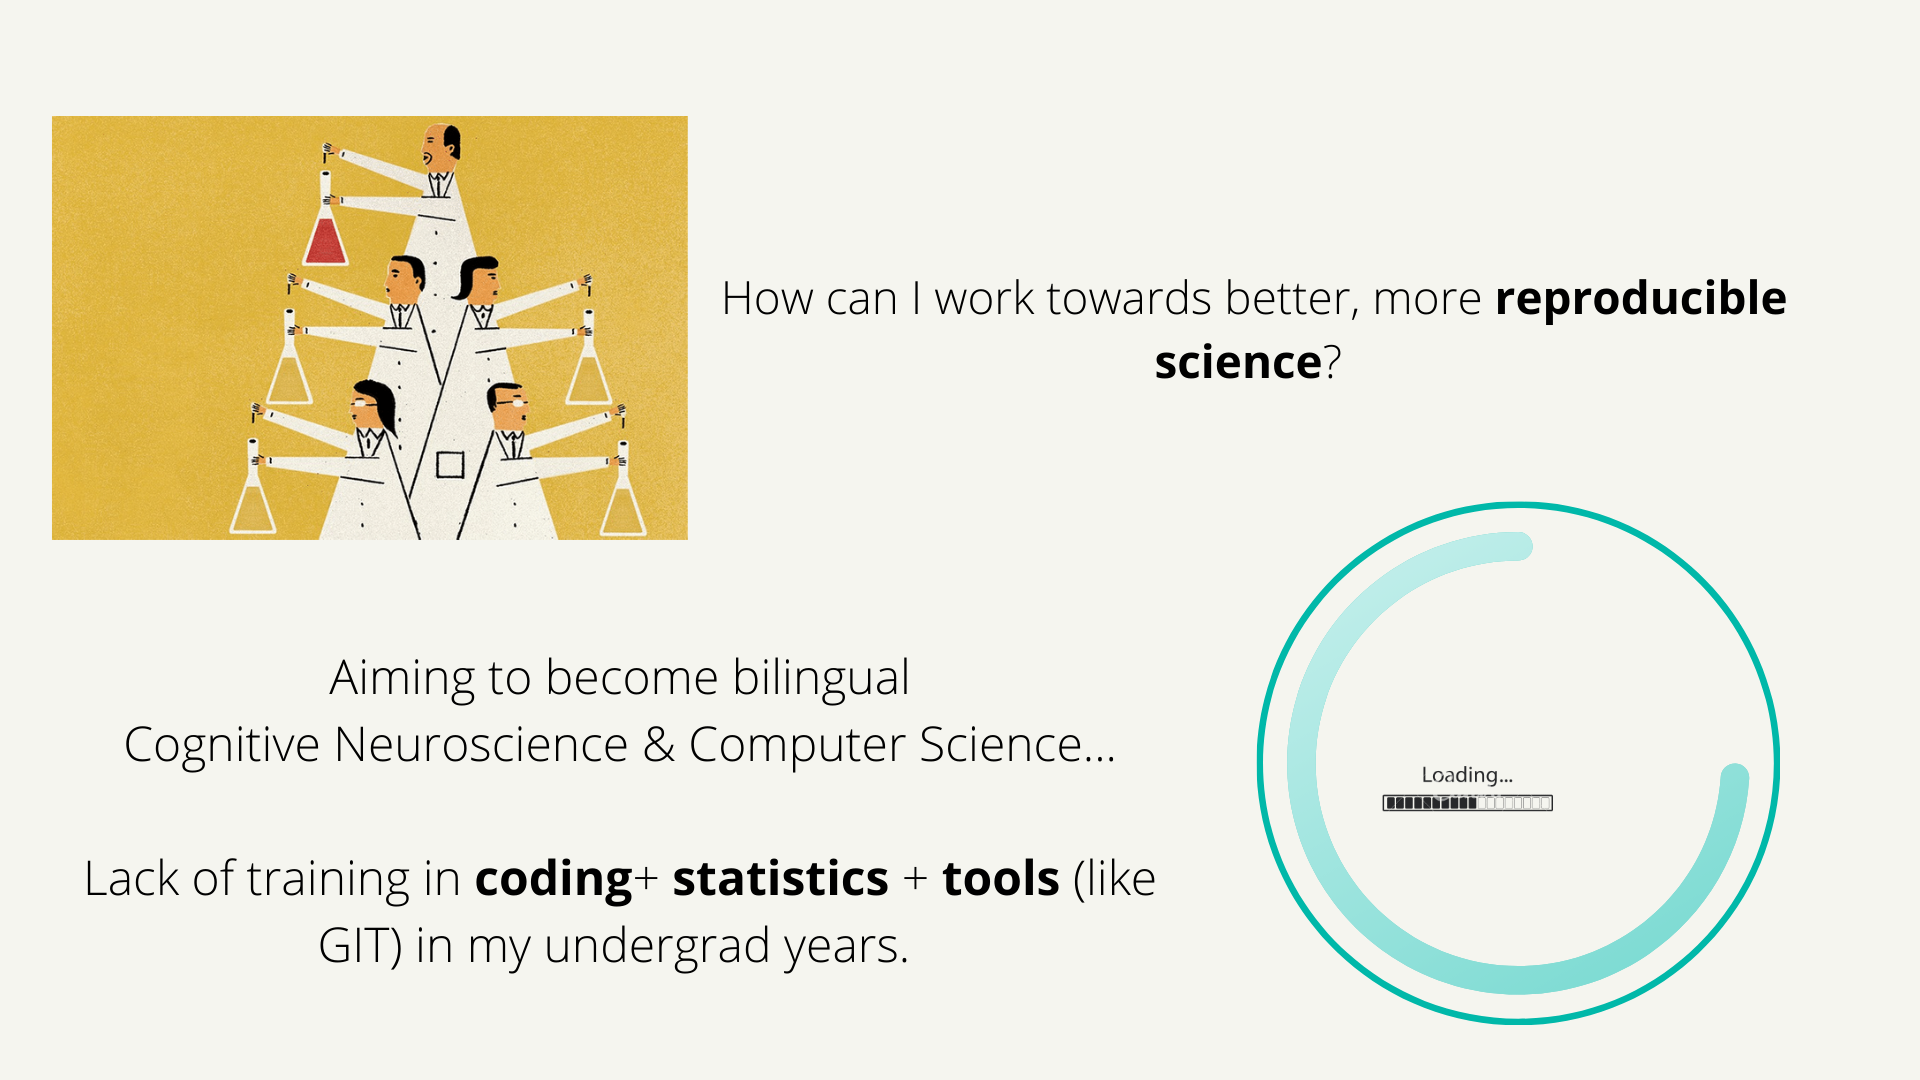 How can I work towards better, more reproducible
science?
Aiming to become bilingual
Cognitive Neuroscience & Computer Science...
Lack of training in coding+ statistics + tools (like
GIT) in my undergrad years.
Loading...